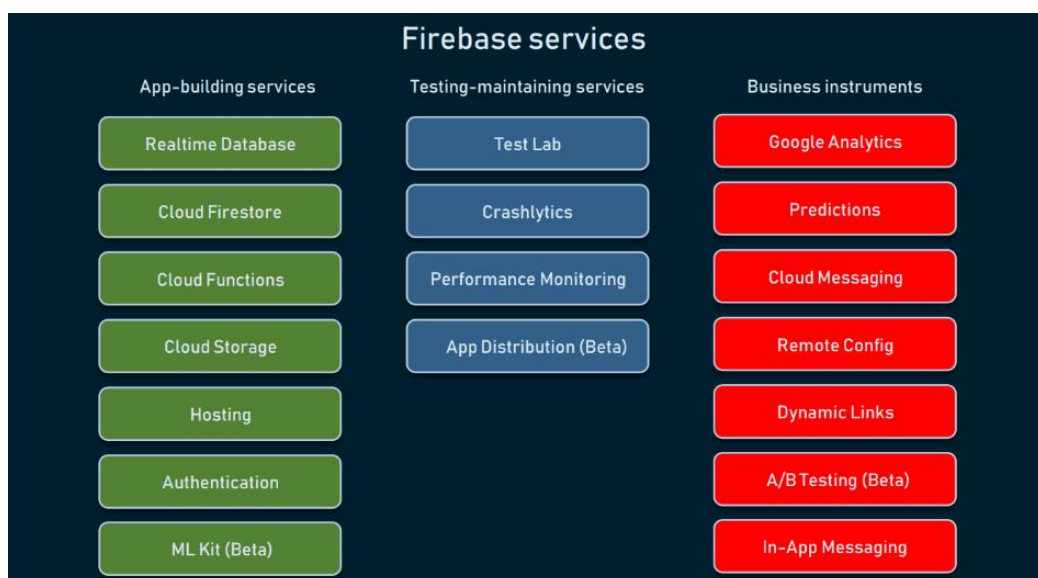 Firebase services
App-building services
Realtime Database
Cloud Firestore
Cloud Functions
Cloud Storage
Hosting
Authentication
ML Kit (Beta)
Testing-maintaining services
Test Lab
Crashlytics
Performance Monitoring
App Distribution (Beta)
Business instruments
Google Analytics
Predictions
Cloud Messaging
Remote Config
Dynamic Links
A/B Testing (Beta)
In-App Messaging